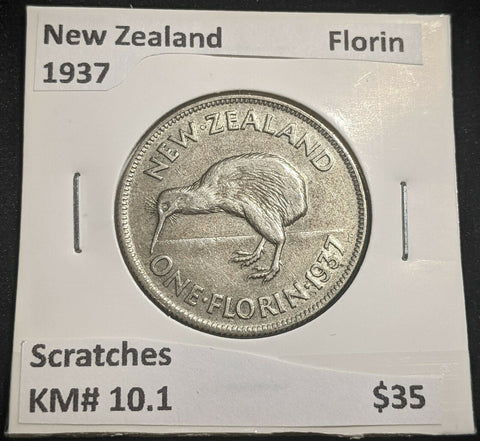 New Zealand Florin
1937
NEW·ZEALAND
ONE·FLORIN·1937
Scratches
KM# 10.1 $35